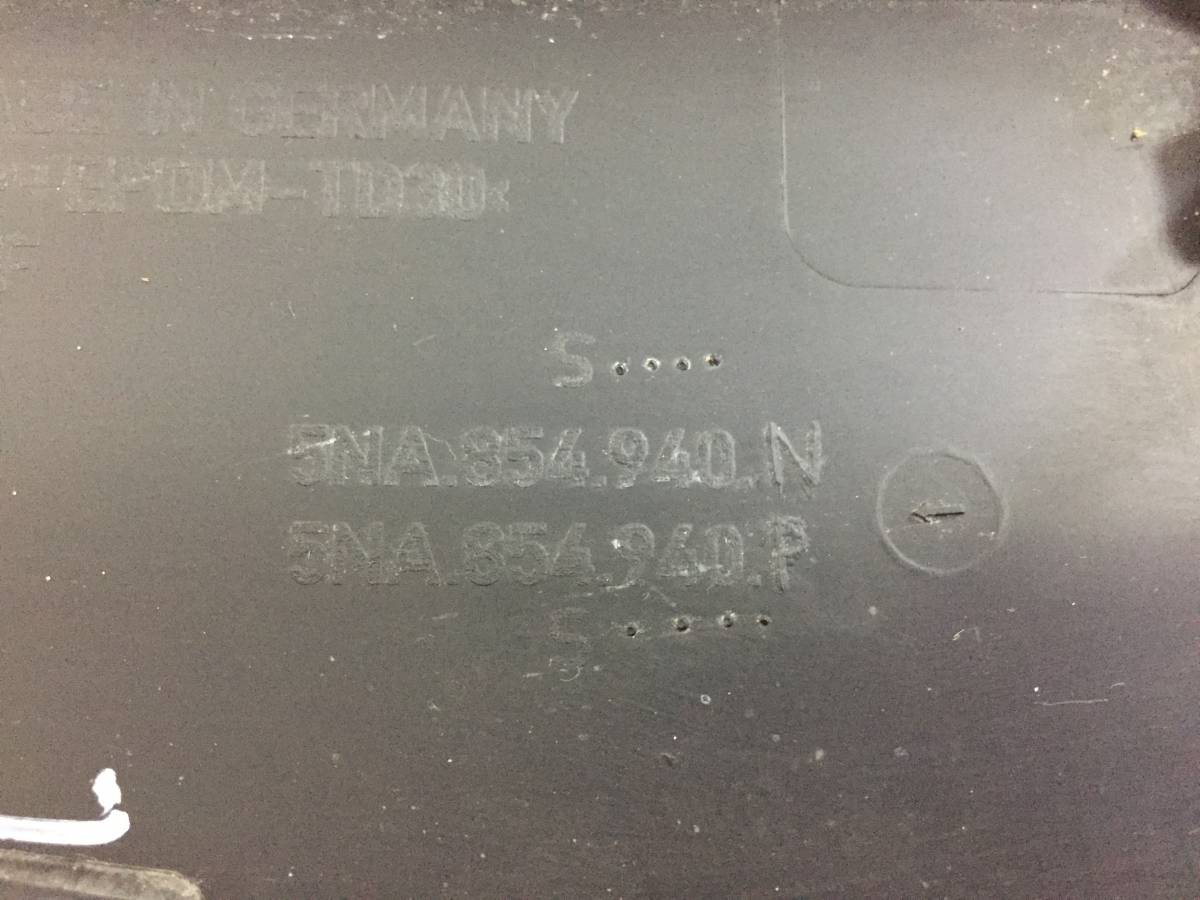 IN GERMANY
EPDM-TD30<
S
5NA.854.940.N
5NA.854.940.P
S